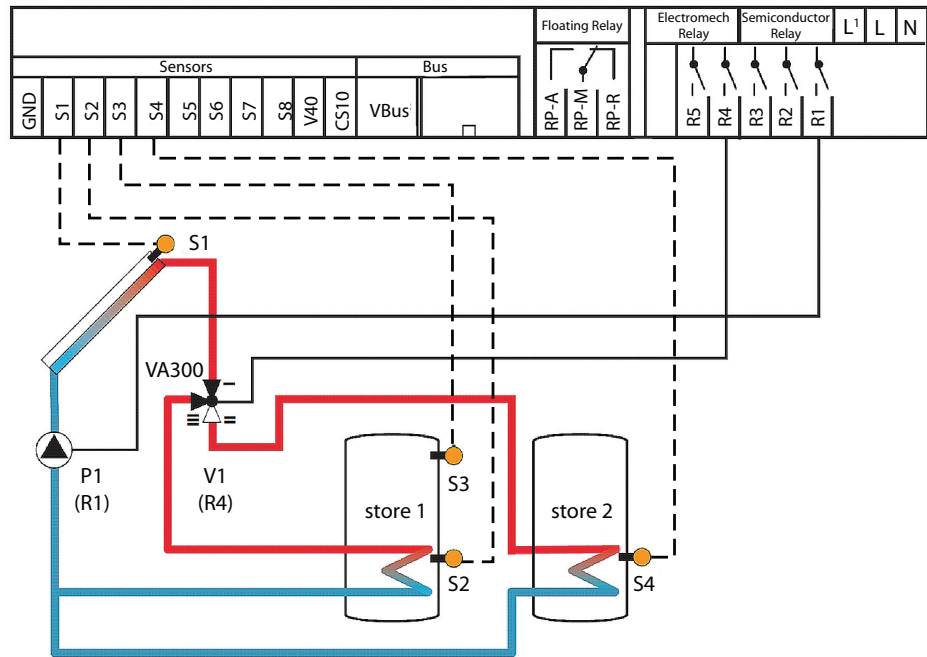 Floating Relay
Electromech Relay
Semiconductor Relay
L¹
L
N
Sensors
Bus
GND
S1
S2
S3
S4
S5
S6
S7
S8
V40
CS10
VBus
RP-A
RP-M
RP-R
R5
R4
R3
R2
R1
S1
VA300
P1
(R1)
V1
(R4)
S3
store 1
store 2
S2
S4